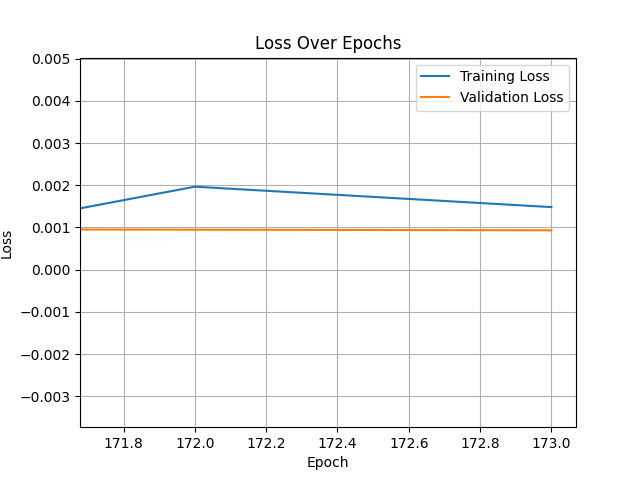 Loss Over Epochs
Training Loss
Validation Loss
0.005
0.004
0.003
0.002
0.001
0.000
−0.001
−0.002
−0.003
Loss
171.8 172.0 172.2 172.4 172.6 172.8 173.0
Epoch